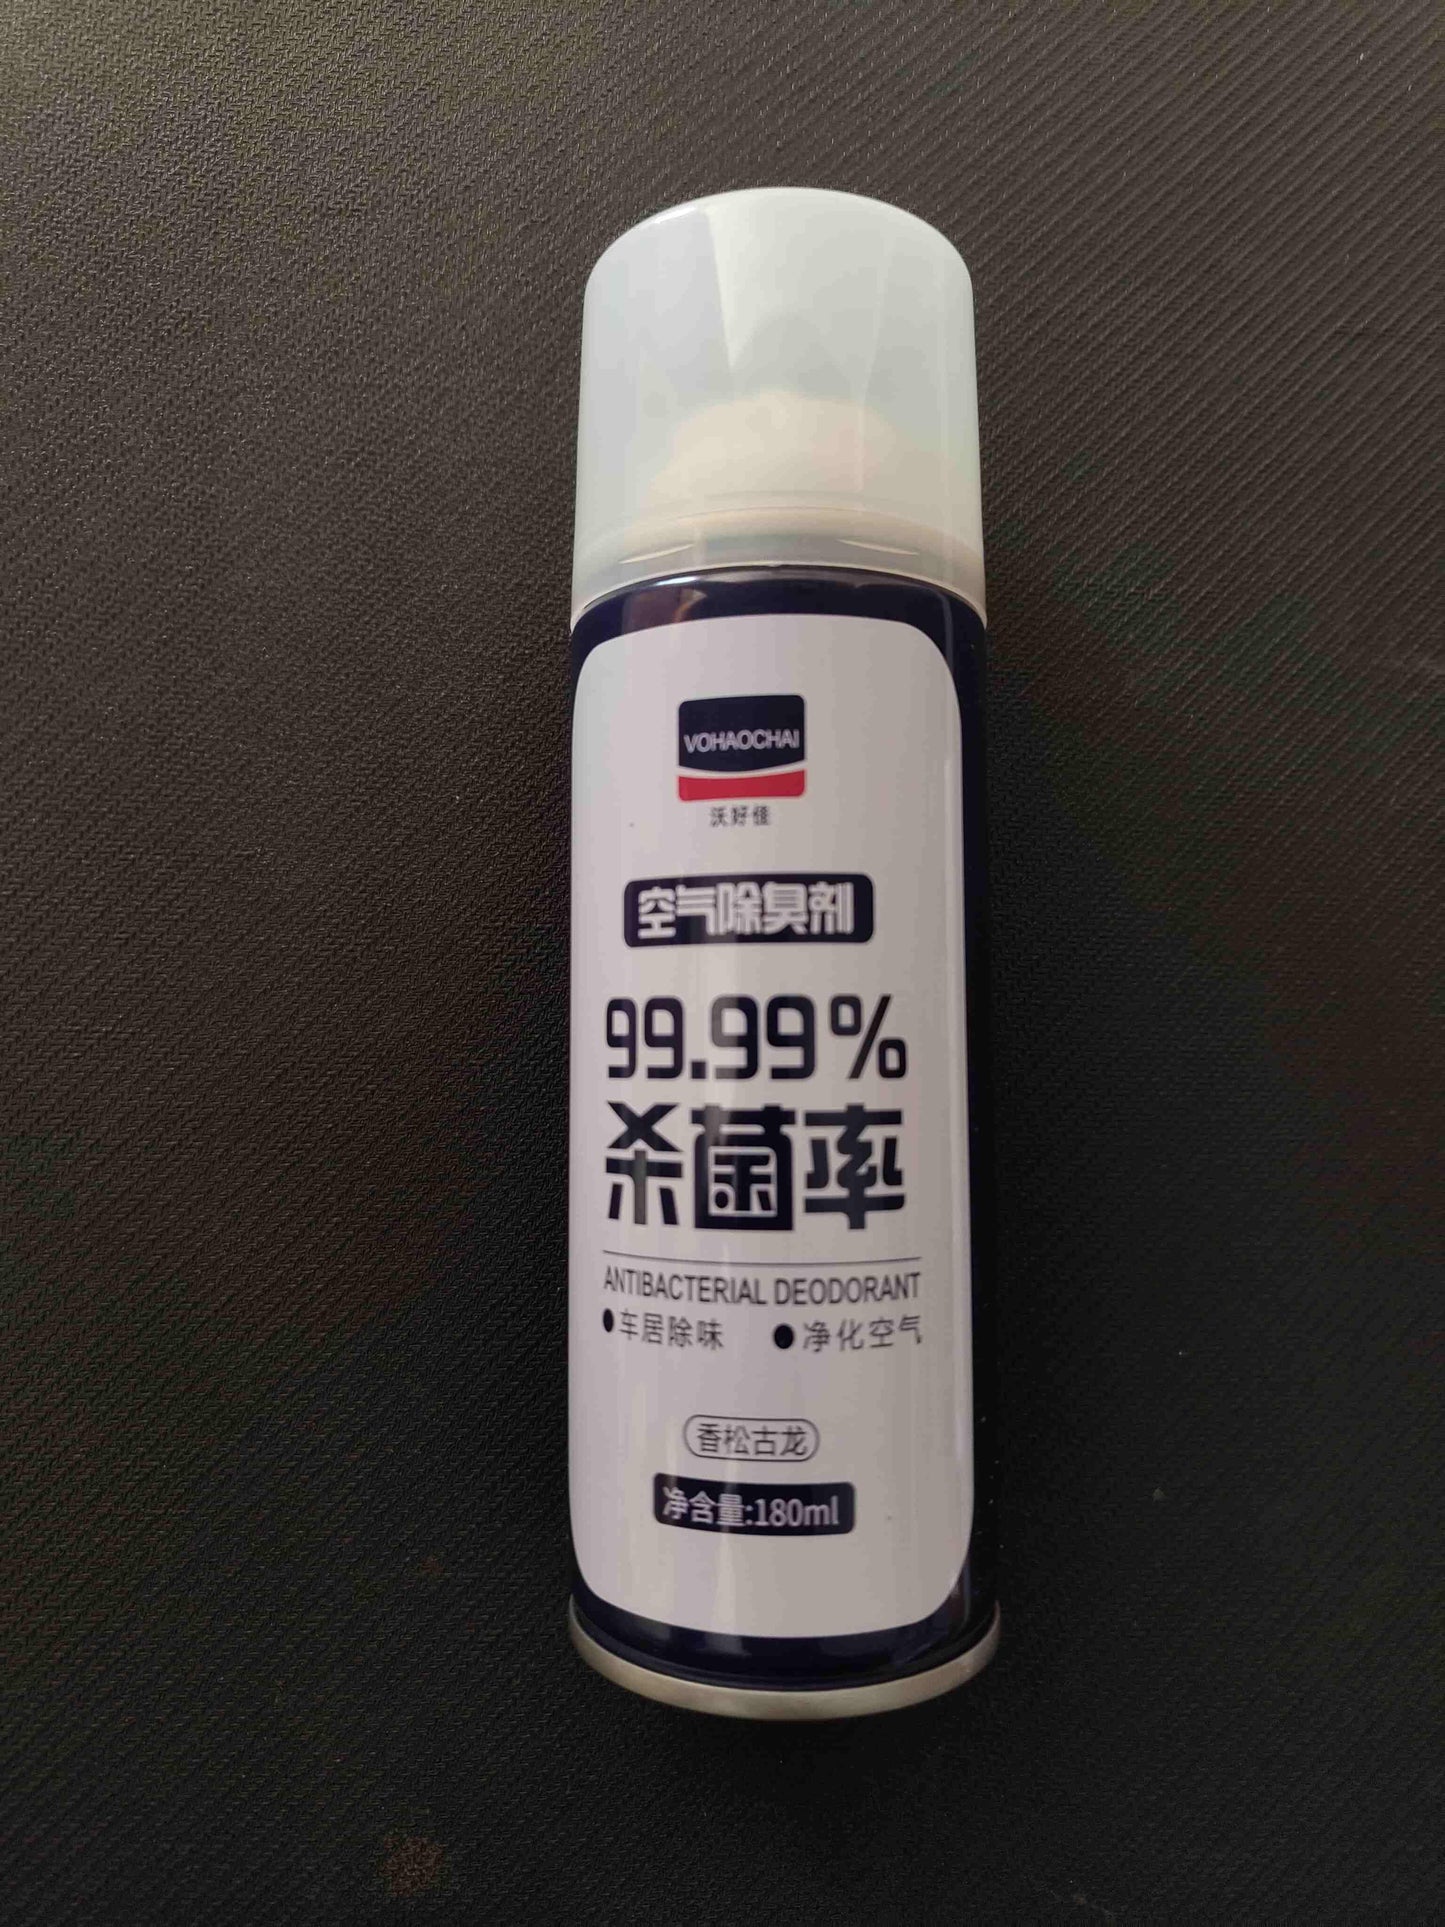 VOHAOCHAI
沃好佳
空气除臭剂
99.99%
杀菌率
ANTIBACTERIAL DEODORANT
●车居除味 ●净化空气
香松古龙
净含量:180ml